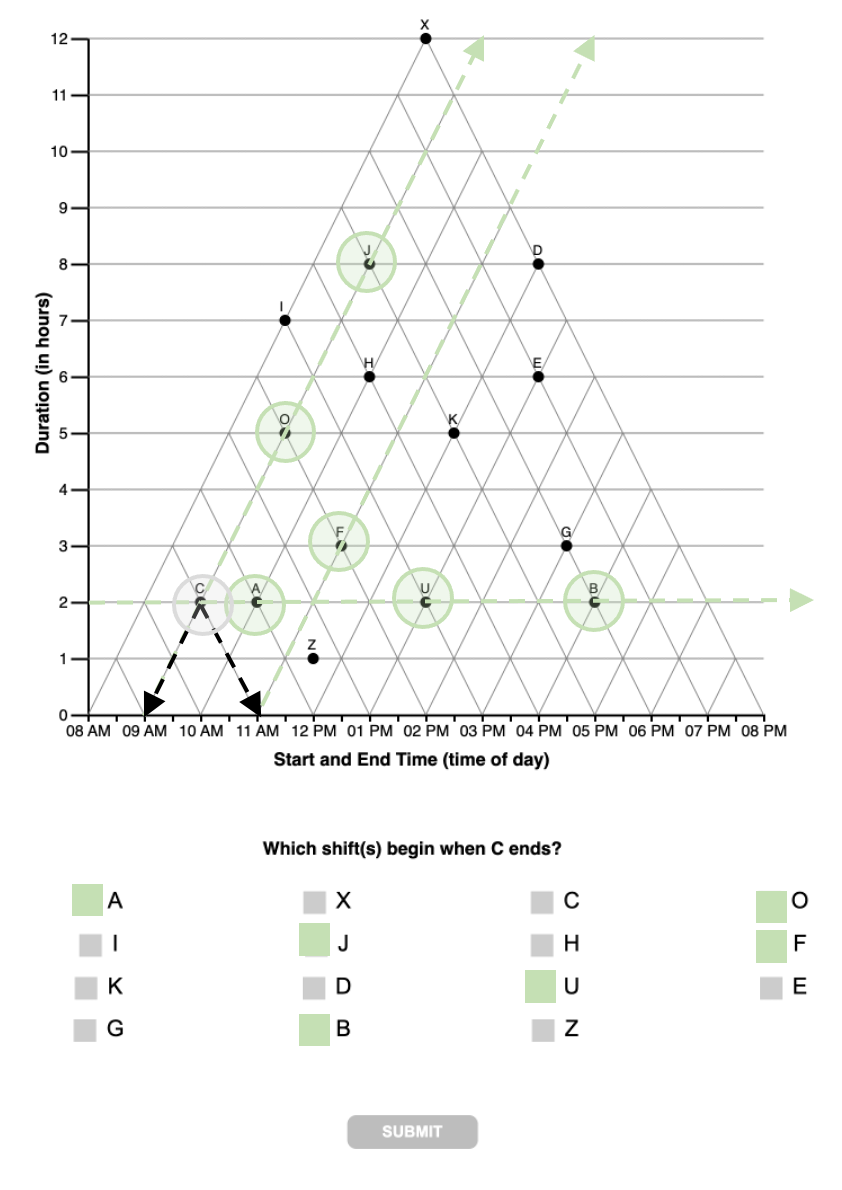 X
12
11
10
9
J
D
8
I
7
H
E
6
O
K
5
4
F
G
3
C A U B
2
Z
1
0
08 AM 09 AM 10 AM 11 AM 12 PM 01 PM 02 PM 03 PM 04 PM 05 PM 06 PM 07 PM 08 PM
Duration (in hours)
Start and End Time (time of day)
Which shift(s) begin when C ends?
A X C O
I J H F
K D U E
G B Z
SUBMIT